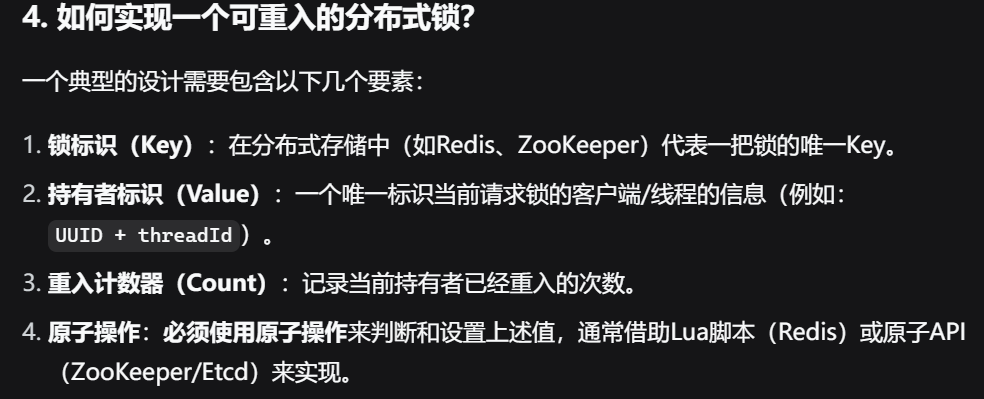 4. 如何实现一个可重入的分布式锁？
一个典型的设计需要包含以下几个要素：
1. 锁标识（Key）：在分布式存储中（如Redis、ZooKeeper）代表一把锁的唯一Key。
2. 持有者标识（Value）：一个唯一标识当前请求锁的客户端/线程的信息（例如：
UUID + threadId）。
3. 重入计数器（Count）：记录当前持有者已经重入的次数。
4. 原子操作：必须使用原子操作来判断和设置上述值，通常借助Lua脚本（Redis）或原子API
（ZooKeeper/Etcd）来实现。